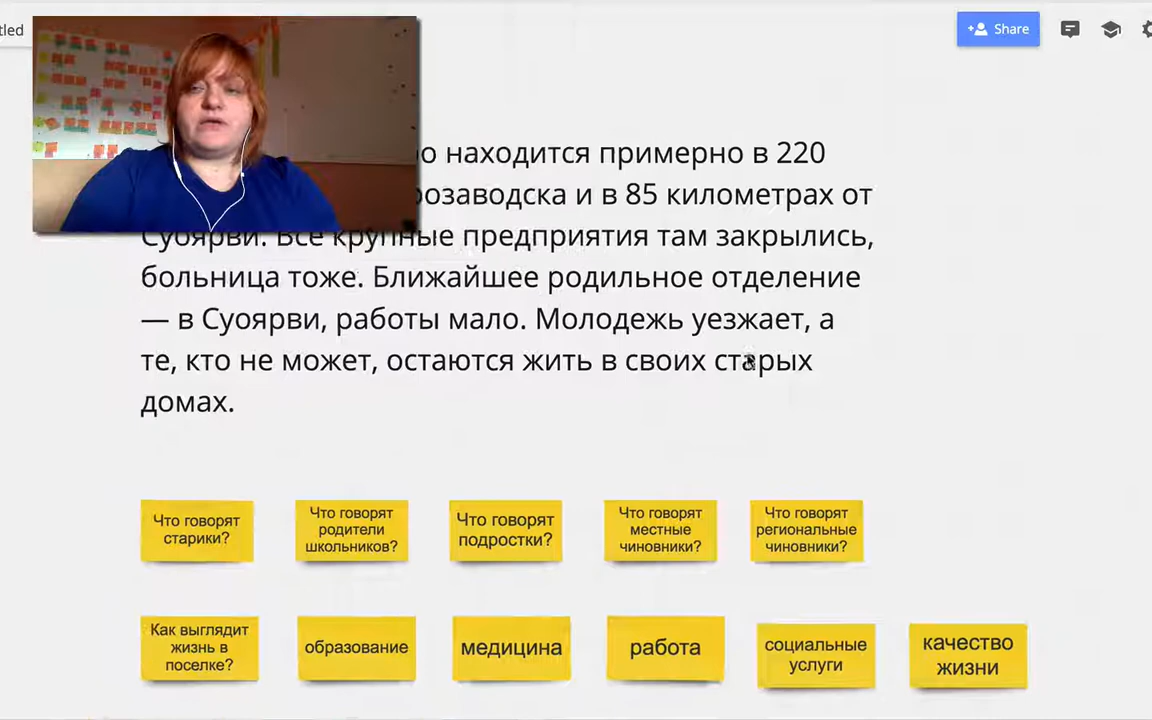 Share
находится примерно в 220
и в 85 километрах от
Суоярви. Все крупные предприятия там закрылись,
больница тоже. Ближайшее родильное отделение
— в Суоярви, работы мало. Молодежь уезжает, а
те, кто не может, остаются жить в своих старых
домах.
Что говорят
старики?
Что говорят
родители
школьников?
Что говорят
подростки?
Что говорят
местные
чиновники?
Что говорят
региональные
чиновники?
Как выглядит
жизнь в
поселке?
образование
медицина
работа
социальные
услуги
качество
жизни